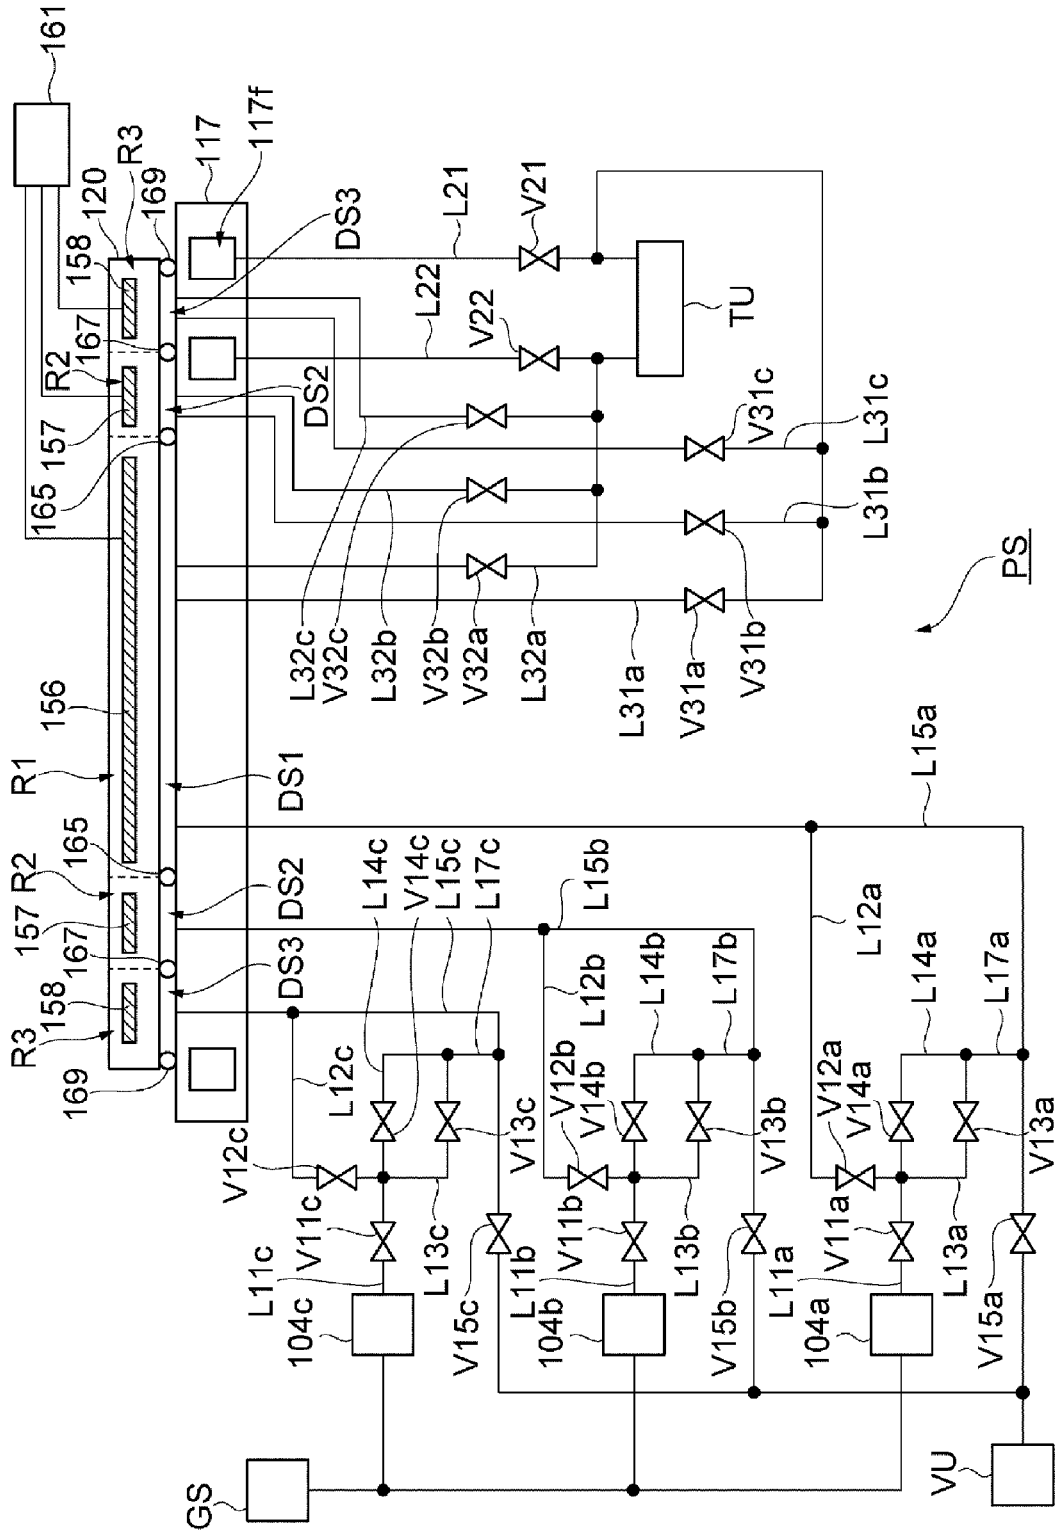 R3
158
157
R2
R1
156
161
165
157
R2
158
120
R3
169
167
165
167
169
GS
V12c
117
117f
L11c
104c
V11c
DS3
DS2
DS1
L32c
V32c
DS2
DS3
L12c
L14c
V14c
L32b
L13c
V15c
L15c
V32b
L22
L21
V13c
L17c
V32a
V22
V21
L11b
104b
V11b
V12b
V14b
L12b
L15b
L32a
L13b
L14b
L31a
V15b
V13b
L17b
V31a
TU
L11a
104a
V11a
V12a
V14a
L12a
V31b
V31c
L13a
L14a
L15a
L31b
L31c
VU
V15a
V13a
L17a
PS